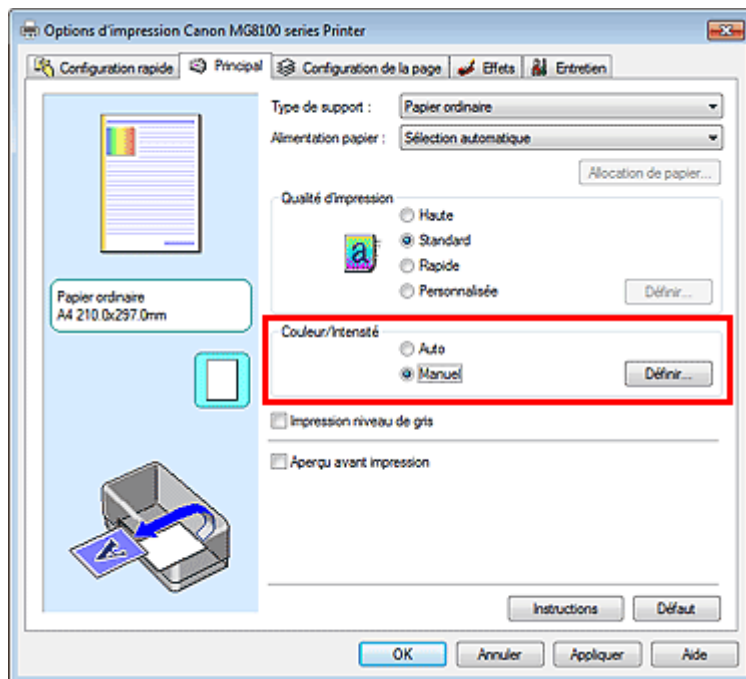 Options d'impression Canon MG8100 series Printer
Configuration rapide Principal Configuration de la page Effets Entretien
Type de support : Papier ordinaire
Alimentation papier : Sélection automatique
Allocation de papier...
Qualité d'impression
Haute
a Standard
Rapide
Personnalisée Définir...
Papier ordinaire
A4 210.0x297.0mm
Couleur/Intensité
Auto
Manuel Définir...
Impression niveau de gris
Aperçu avant impression
A
Instructions Défaut
OK Annuler Appliquer Aide